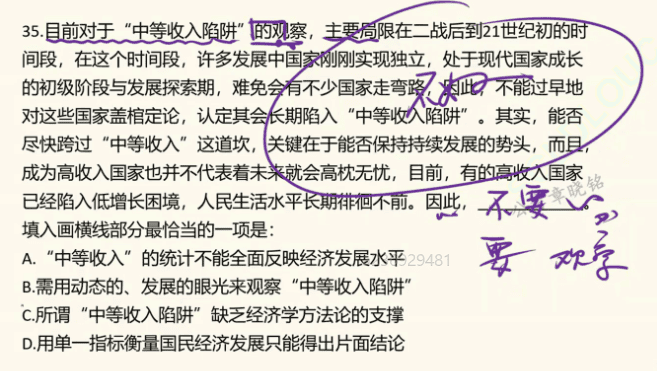 35.目前对于“中等收入陷阱”的观察，主要局限在二战后到21世纪初的时
间段，在这个时间段，许多发展中国家刚刚实现独立，处于现代国家成长
的初级阶段与发展探索期，难免会有不少国家走弯路，因此，不能过早地
对这些国家盖棺定论，认定其会长期陷入“中等收入陷阱”。其实，能否
尽快跨过“中等收入”这道坎，关键在于能否保持持续发展的势头，而且，
成为高收入国家也并不代表着未来就会高枕无忧，目前，有的高收入国家
已经陷入低增长困境，人民生活水平长期徘徊不前。因此，
不要
公 章晓铭
填入画横线部分最恰当的一项是：
要 观察
A.“中等收入”的统计不能全面反映经济发展水平
929481
B.需用动态的、发展的眼光来观察“中等收入陷阱”
C.所谓“中等收入陷阱”缺乏经济学方法论的支撑
D.用单一指标衡量国民经济发展只能得出片面结论